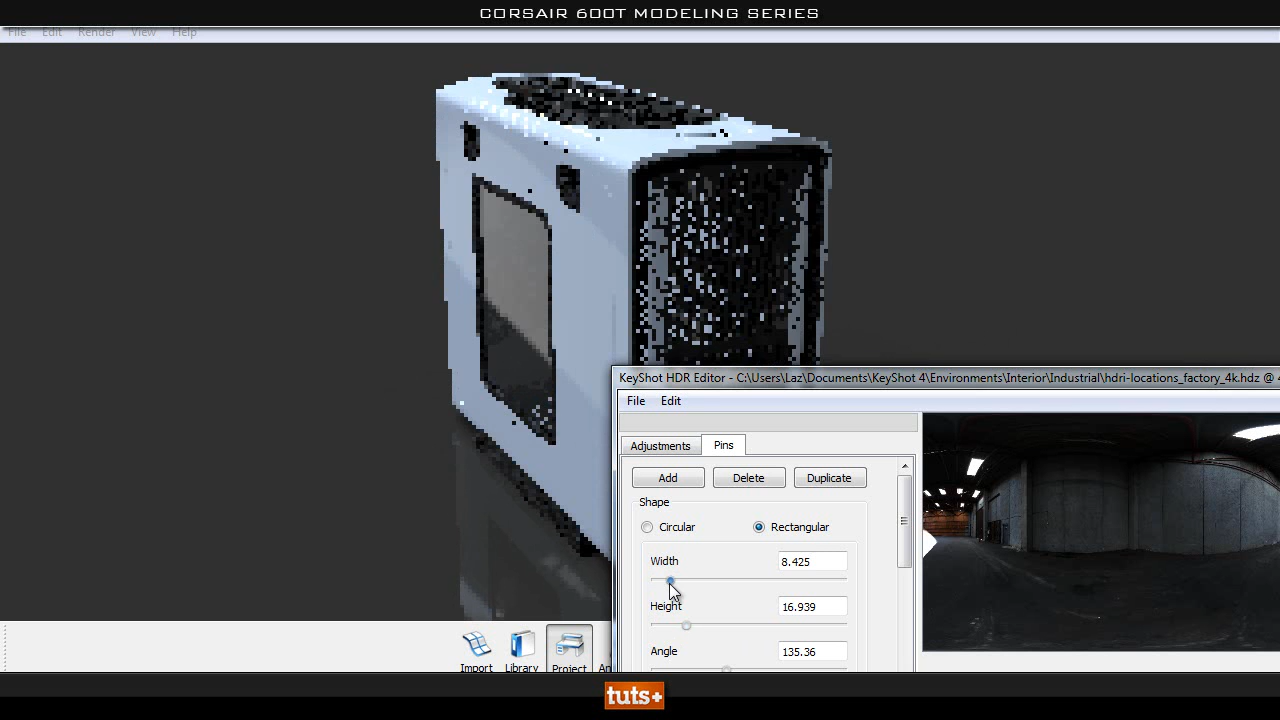 CORSAIR 600T MODELING SERIES
File Edit Render View Help
KeyShot HDR Editor - C:\Users\Laz\Documents\KeyShot 4\Environments\Interior\Industrial\hdri-locations_factory_4k.hdz @
File Edit
Adjustments Pins
Add Delete Duplicate
Shape
Circular Rectangular
Width 8.425
Height 16.939
Angle 135.36
Import Library Project
tuts+